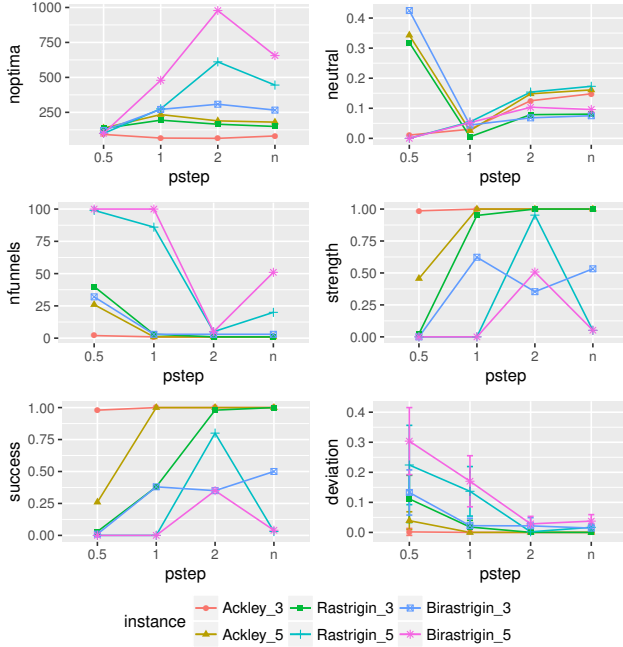 noptima
1000
750
500
250
0.5 1 2 n
pstep
neutral
0.4
0.3
0.2
0.1
0.0
0.5 1 2 n
pstep
nfunnels
100
75
50
25
0
0.5 1 2 n
pstep
strength
1.00
0.75
0.50
0.25
0.00
0.5 1 2 n
pstep
success
1.00
0.75
0.50
0.25
0.00
0.5 1 2 n
pstep
deviation
0.4
0.3
0.2
0.1
0.0
0.5 1 2 n
pstep
instance
Ackley_3 Rastrigin_3 Birastrigin_3
Ackley_5 Rastrigin_5 Birastrigin_5